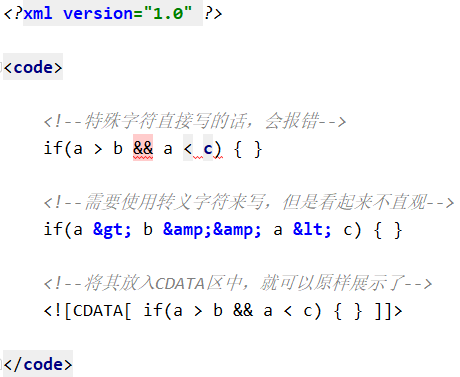 <?xml version="1.0" ?>
<code>
<!--特殊字符直接写的话，会报错-->
if(a > b && a < c) { }
<!--需要使用转义字符来写，但是看起来不直观-->
if(a &gt; b &amp;&amp; a &lt; c) { }
<!--将其放入CDATA区中，就可以原样展示了-->
<![CDATA[ if(a > b && a < c) { } ]]>
</code>